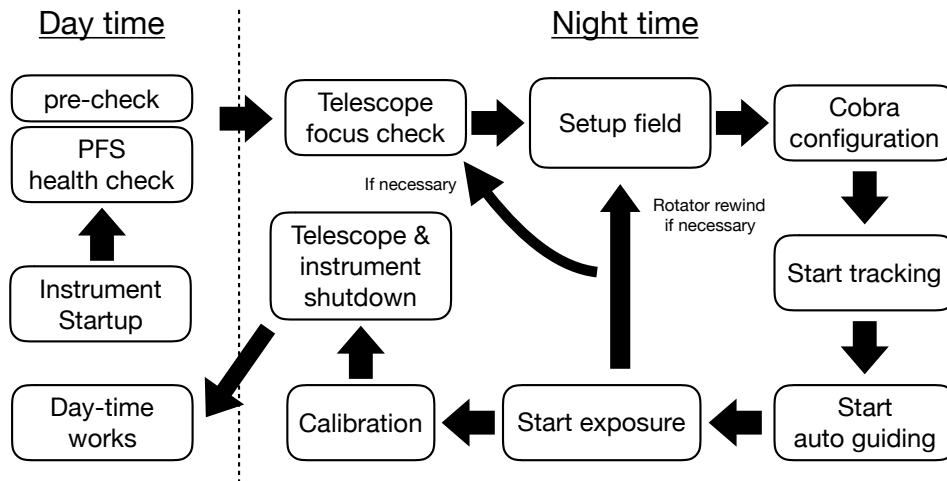 Day time
Night time
pre-check
PFS
health check
Instrument
Startup
Day-time
works
Telescope
focus check
Setup field
Cobra
configuration
If necessary
Rotator rewind
if necessary
Telescope &
instrument
shutdown
Start tracking
Calibration
Start exposure
Start
auto guiding